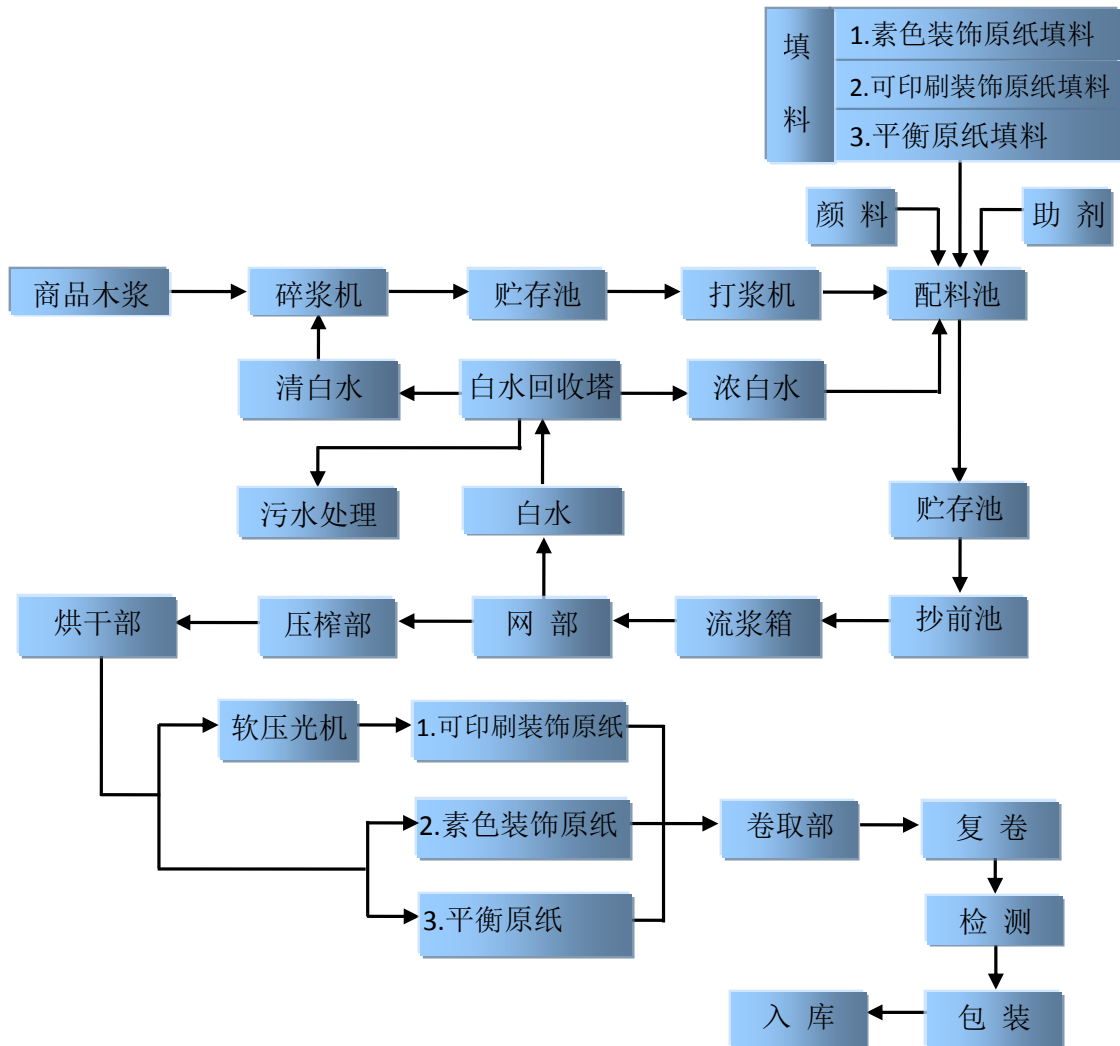 填料
1.素色装饰原纸填料
2.可印刷装饰原纸填料
3.平衡原纸填料
颜 料
助 剂
商品木浆
碎浆机
贮存池
打浆机
配料池
清白水
白水回收塔
浓白水
污水处理
白水
贮存池
烘干部
压榨部
网 部
流浆箱
抄前池
软压光机
1.可印刷装饰原纸
2.素色装饰原纸
卷取部
复 卷
3.平衡原纸
检 测
入 库
包 装